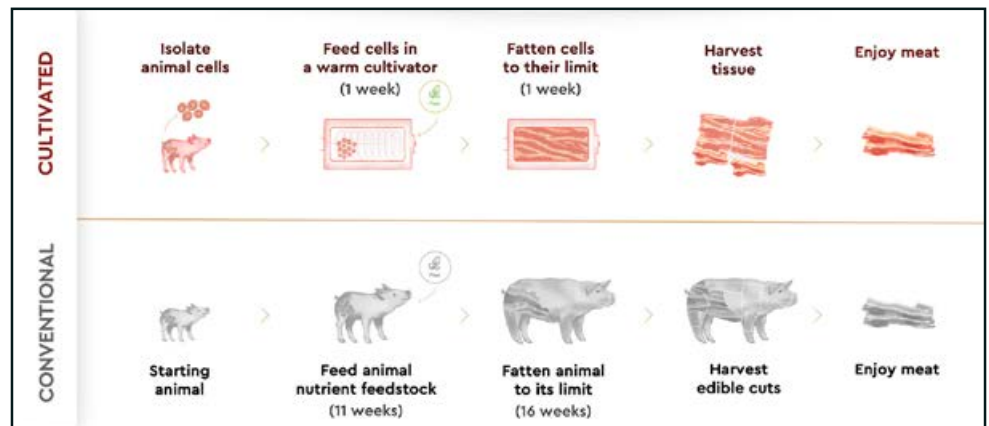 CULTIVATED
Isolate
animal cells
Feed cells in
a warm cultivator
(1 week)
Fatten cells
to their limit
(1 week)
Harvest
tissue
Enjoy meat
CONVENTIONAL
Starting
animal
Feed animal
nutrient feedstock
(11 weeks)
Fatten animal
to its limit
(16 weeks)
Harvest
edible cuts
Enjoy meat